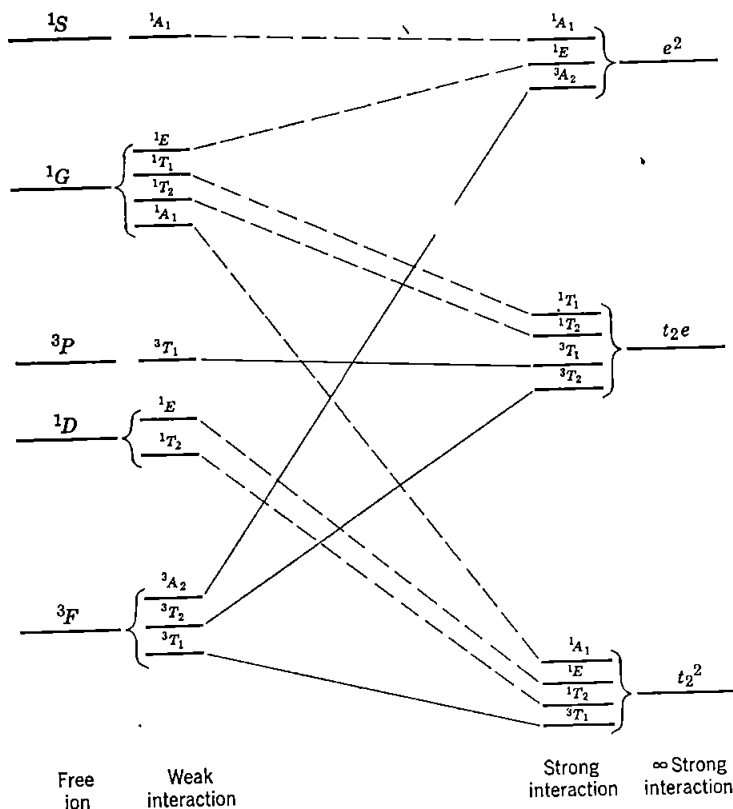 ¹S ¹A₁ ¹A₁
¹E e²
³A₂
¹E
¹T₁
¹G ¹T₂
¹A₁
¹T₁
¹T₂
³P ³T₁ ³T₁ t₂e
³T₂
¹E
¹D ¹T₂
³A₂
³F ³T₂
³T₁
¹A₁
¹E
¹T₂ t₂²
³T₁
Free Weak Strong ∞ Strong
ion interaction interaction interaction